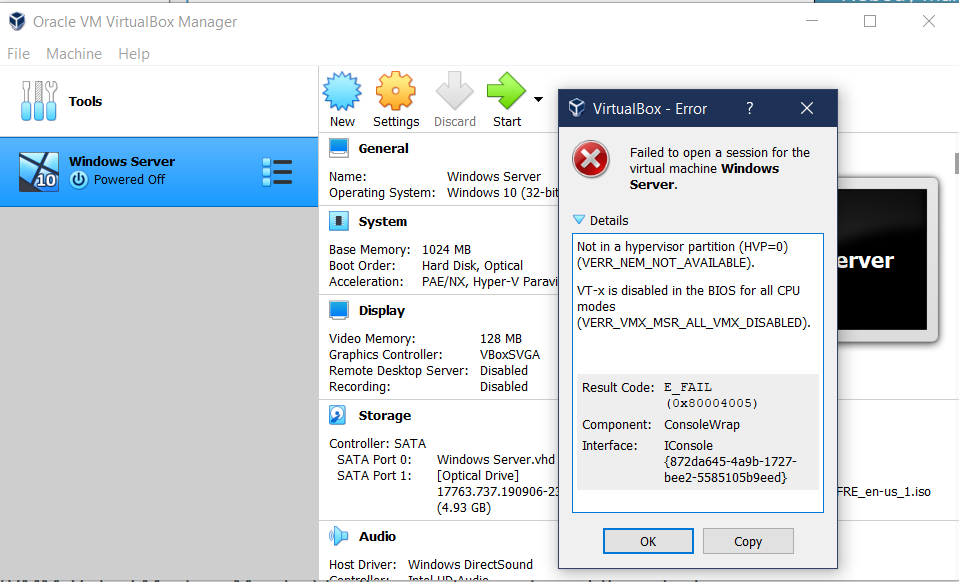 Oracle VM VirtualBox Manager
File Machine Help
Tools
Windows Server
Powered Off
10
New Settings Discard Start
General
Name: Windows Server
Operating System: Windows 10 (32-bit
System
Base Memory: 1024 MB
Boot Order: Hard Disk, Optical
Acceleration: PAE/NX, Hyper-V Paravi
Display
Video Memory: 128 MB
Graphics Controller: VBoxSVGA
Remote Desktop Server: Disabled
Recording: Disabled
Storage
Controller: SATA
SATA Port 0: Windows Server.vhd
SATA Port 1: [Optical Drive]
17763.737.190906-23
FRE_en-us_1.iso
(4.93 GB)
Audio
Host Driver: Windows DirectSound
Controller: Intel HD Audio
erver
VirtualBox - Error
?
Failed to open a session for the
virtual machine Windows
Server.
Details
Not in a hypervisor partition (HVP=0)
(VERR_NEM_NOT_AVAILABLE).
VT-x is disabled in the BIOS for all CPU
modes
(VERR_VMX_MSR_ALL_VMX_DISABLED).
Result Code: E_FAIL
(0x80004005)
Component: ConsoleWrap
Interface: IConsole
{872da645-4a9b-1727-
bee2-5585105b9eed}
OK Copy